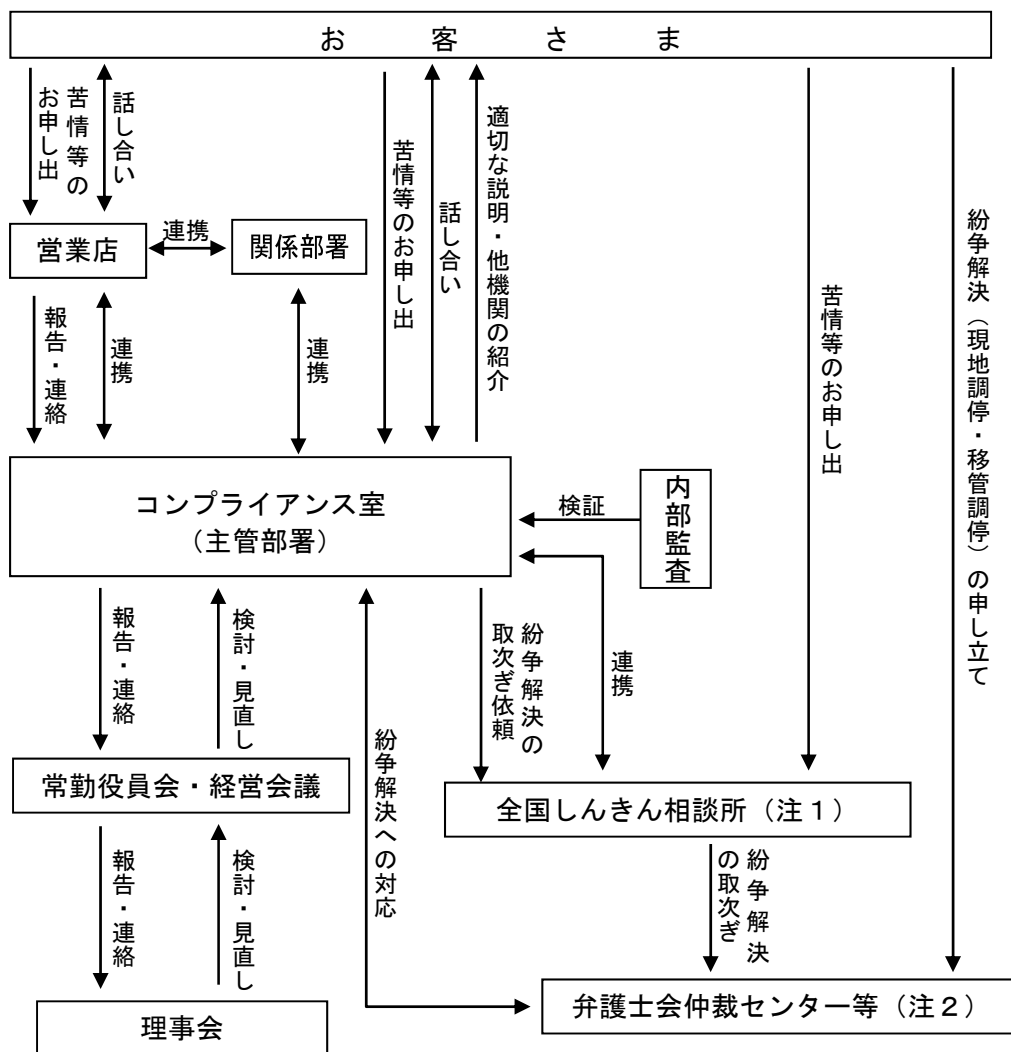 お客さま
苦情等の
お申し出
話し合い
苦情等のお申し出
話し合い
適切な説明・他機関の紹介
苦情等のお申し出
紛争解決（現地調停・移管調停）の申し立て
営業店
連携
関係部署
報告・連絡
連携
連携
コンプライアンス室
（主管部署）
検証
内部監査
報告・連絡
検討・見直し
紛争解決への対応
紛争解決の
取次ぎ依頼
連携
常勤役員会・経営会議
全国しんきん相談所（注１）
報告・連絡
検討・見直し
紛争解決
の取次ぎ
理事会
弁護士会仲裁センター等（注２）